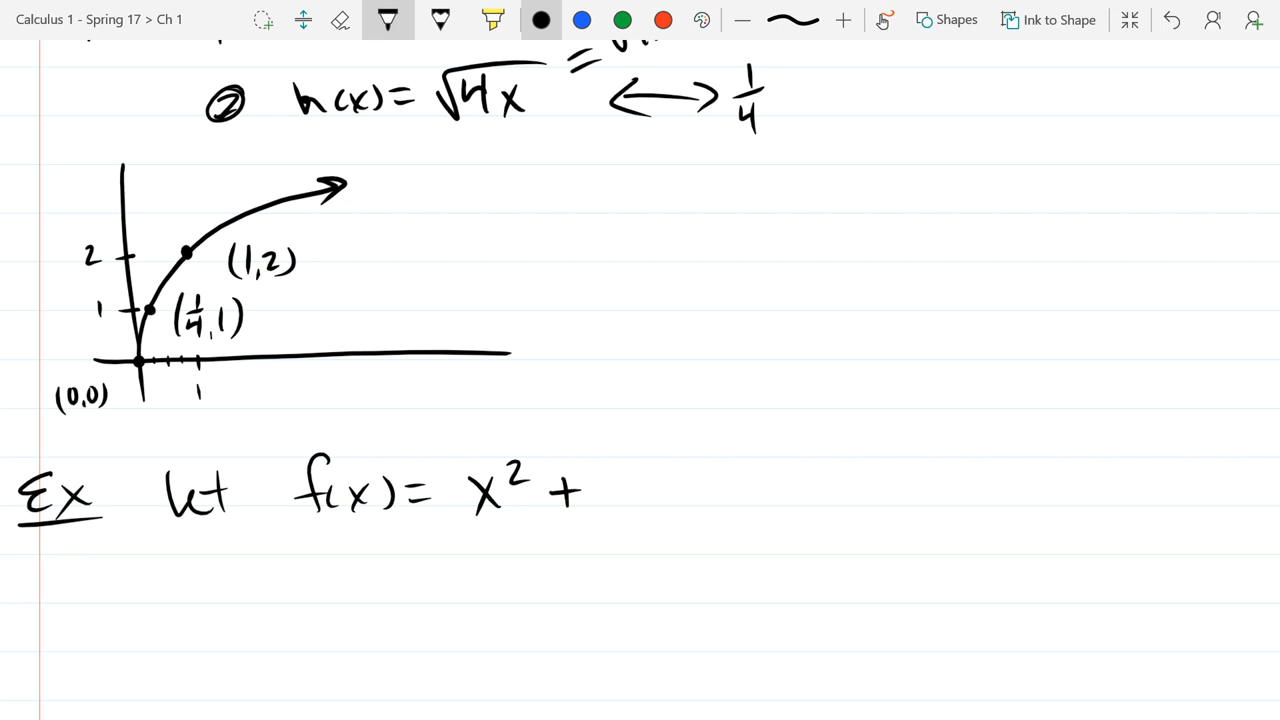 Calculus 1 - Spring 17 > Ch 1
Shapes
Ink to Shape
=
② h(x) = √4x ⟷ 1/4
2
(1,2)
1
(1/4,1)
(0,0)
1
Ex let f(x) = x² +